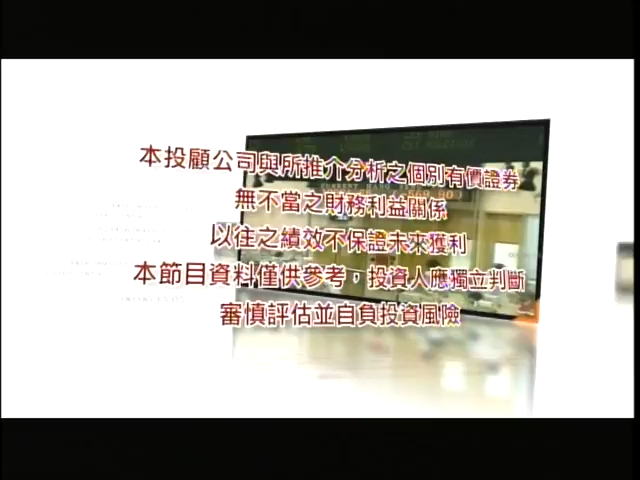 本投顧公司與所推介分析之個別有價證券
無不當之財務利益關係
以往之績效不保證未來獲利
本節目資料僅供參考，投資人應獨立判斷
審慎評估並自負投資風險